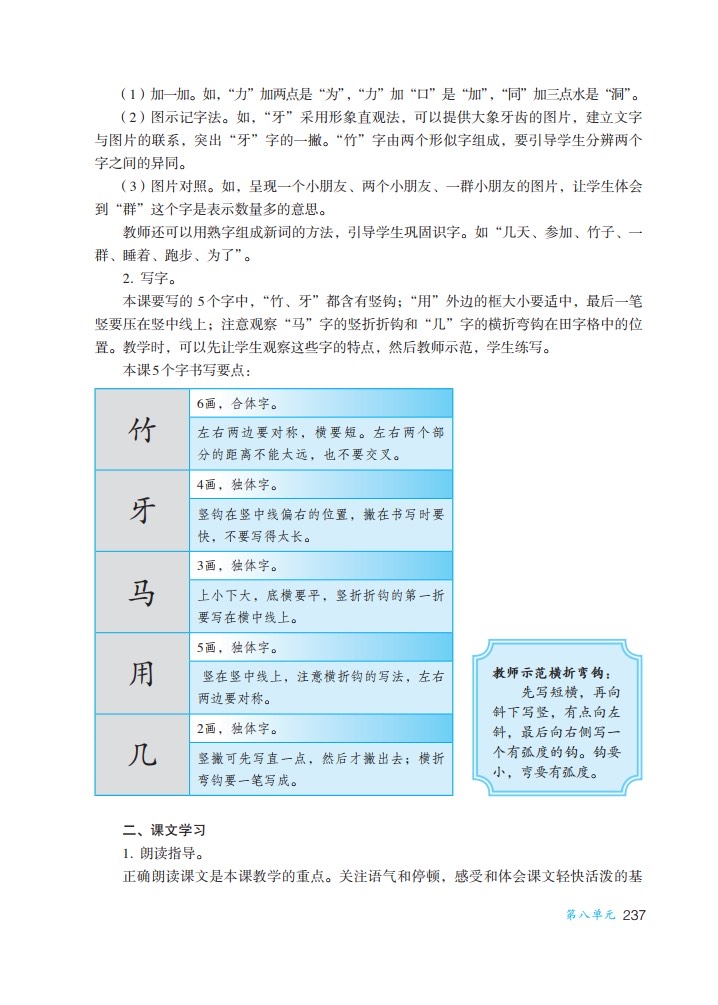 （1）加一加。如，“力”加两点是“为”，“力”加“口”是“加”，“同”加三点水是“洞”。
（2）图示记字法。如，“牙”采用形象直观法，可以提供大象牙齿的图片，建立文字
与图片的联系，突出“牙”字的一撇。“竹”字由两个形似字组成，要引导学生分辨两个
字之间的异同。
（3）图片对照。如，呈现一个小朋友、两个小朋友、一群小朋友的图片，让学生体会
到“群”这个字是表示数量多的意思。
教师还可以用熟字组成新词的方法，引导学生巩固识字。如“几天、参加、竹子、一
群、睡着、跑步、为了”。
2. 写字。
本课要写的 5 个字中，“竹、牙”都含有竖钩；“用”外边的框大小要适中，最后一笔
竖要压在竖中线上；注意观察“马”字的竖折折钩和“几”字的横折弯钩在田字格中的位
置。教学时，可以先让学生观察这些字的特点，然后教师示范，学生练写。
本课5个字书写要点：
竹
6画，合体字。
左右两边要对称，横要短。左右两个部
分的距离不能太远，也不要交叉。
牙
4画，独体字。
竖钩在竖中线偏右的位置，撇在书写时要
快，不要写得太长。
马
3画，独体字。
上小下大，底横要平，竖折折钩的第一折
要写在横中线上。
用
5画，独体字。
竖在竖中线上，注意横折钩的写法，左右
两边要对称。
几
2画，独体字。
竖撇可先写直一点，然后才撇出去；横折
弯钩要一笔写成。
教师示范横折弯钩：
先写短横，再向
斜下写竖，有点向左
斜，最后向右侧写一
个有弧度的钩。钩要
小，弯要有弧度。
二、课文学习
1. 朗读指导。
正确朗读课文是本课教学的重点。关注语气和停顿，感受和体会课文轻快活泼的基
第八单元 237